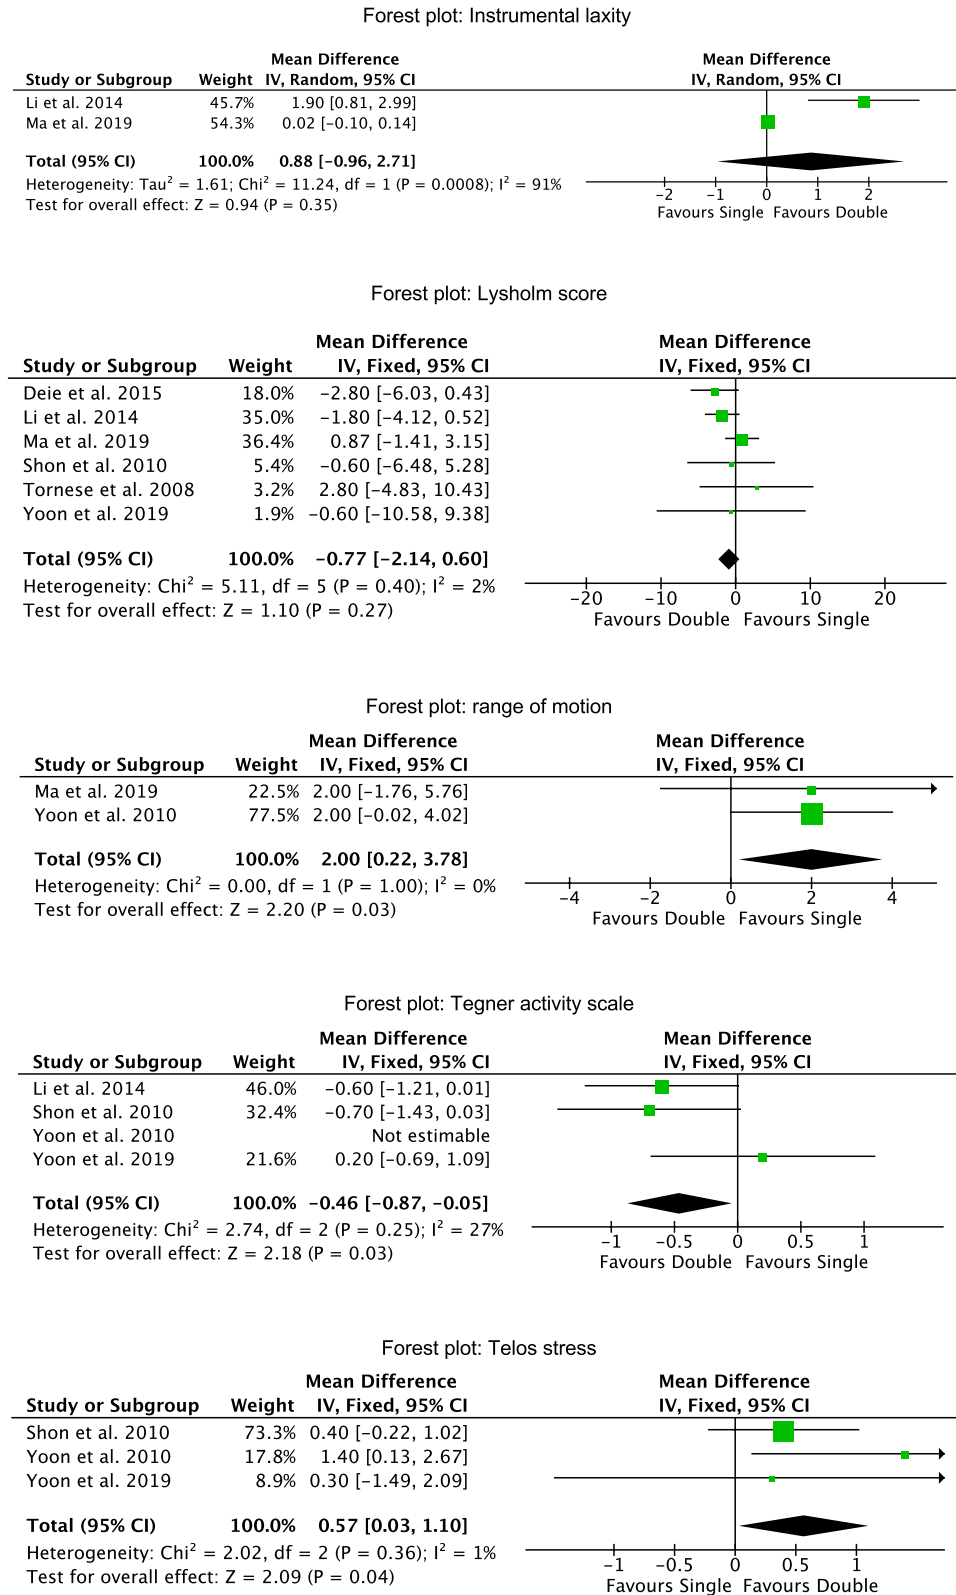 Forest plot: Instrumental laxity
Mean Difference Mean Difference
Study or Subgroup Weight IV, Random, 95% CI IV, Random, 95% CI
Li et al. 2014 45.7% 1.90 [0.81, 2.99]
Ma et al. 2019 54.3% 0.02 [−0.10, 0.14]
Total (95% CI) 100.0% 0.88 [−0.96, 2.71]
Heterogeneity: Tau² = 1.61; Chi² = 11.24, df = 1 (P = 0.0008); I² = 91%
Test for overall effect: Z = 0.94 (P = 0.35)
−2 −1 0 1 2
Favours Single Favours Double
Forest plot: Lysholm score
Mean Difference Mean Difference
Study or Subgroup Weight IV, Fixed, 95% CI IV, Fixed, 95% CI
Deie et al. 2015 18.0% −2.80 [−6.03, 0.43]
Li et al. 2014 35.0% −1.80 [−4.12, 0.52]
Ma et al. 2019 36.4% 0.87 [−1.41, 3.15]
Shon et al. 2010 5.4% −0.60 [−6.48, 5.28]
Tornese et al. 2008 3.2% 2.80 [−4.83, 10.43]
Yoon et al. 2019 1.9% −0.60 [−10.58, 9.38]
Total (95% CI) 100.0% −0.77 [−2.14, 0.60]
Heterogeneity: Chi² = 5.11, df = 5 (P = 0.40); I² = 2%
Test for overall effect: Z = 1.10 (P = 0.27)
−20 −10 0 10 20
Favours Double Favours Single
Forest plot: range of motion
Mean Difference Mean Difference
Study or Subgroup Weight IV, Fixed, 95% CI IV, Fixed, 95% CI
Ma et al. 2019 22.5% 2.00 [−1.76, 5.76]
Yoon et al. 2010 77.5% 2.00 [−0.02, 4.02]
Total (95% CI) 100.0% 2.00 [0.22, 3.78]
Heterogeneity: Chi² = 0.00, df = 1 (P = 1.00); I² = 0%
Test for overall effect: Z = 2.20 (P = 0.03)
−4 −2 0 2 4
Favours Double Favours Single
Forest plot: Tegner activity scale
Mean Difference Mean Difference
Study or Subgroup Weight IV, Fixed, 95% CI IV, Fixed, 95% CI
Li et al. 2014 46.0% −0.60 [−1.21, 0.01]
Shon et al. 2010 32.4% −0.70 [−1.43, 0.03]
Yoon et al. 2010 Not estimable
Yoon et al. 2019 21.6% 0.20 [−0.69, 1.09]
Total (95% CI) 100.0% −0.46 [−0.87, −0.05]
Heterogeneity: Chi² = 2.74, df = 2 (P = 0.25); I² = 27%
Test for overall effect: Z = 2.18 (P = 0.03)
−1 −0.5 0 0.5 1
Favours Double Favours Single
Forest plot: Telos stress
Mean Difference Mean Difference
Study or Subgroup Weight IV, Fixed, 95% CI IV, Fixed, 95% CI
Shon et al. 2010 73.3% 0.40 [−0.22, 1.02]
Yoon et al. 2010 17.8% 1.40 [0.13, 2.67]
Yoon et al. 2019 8.9% 0.30 [−1.49, 2.09]
Total (95% CI) 100.0% 0.57 [0.03, 1.10]
Heterogeneity: Chi² = 2.02, df = 2 (P = 0.36); I² = 1%
Test for overall effect: Z = 2.09 (P = 0.04)
−1 −0.5 0 0.5 1
Favours Single Favours Double